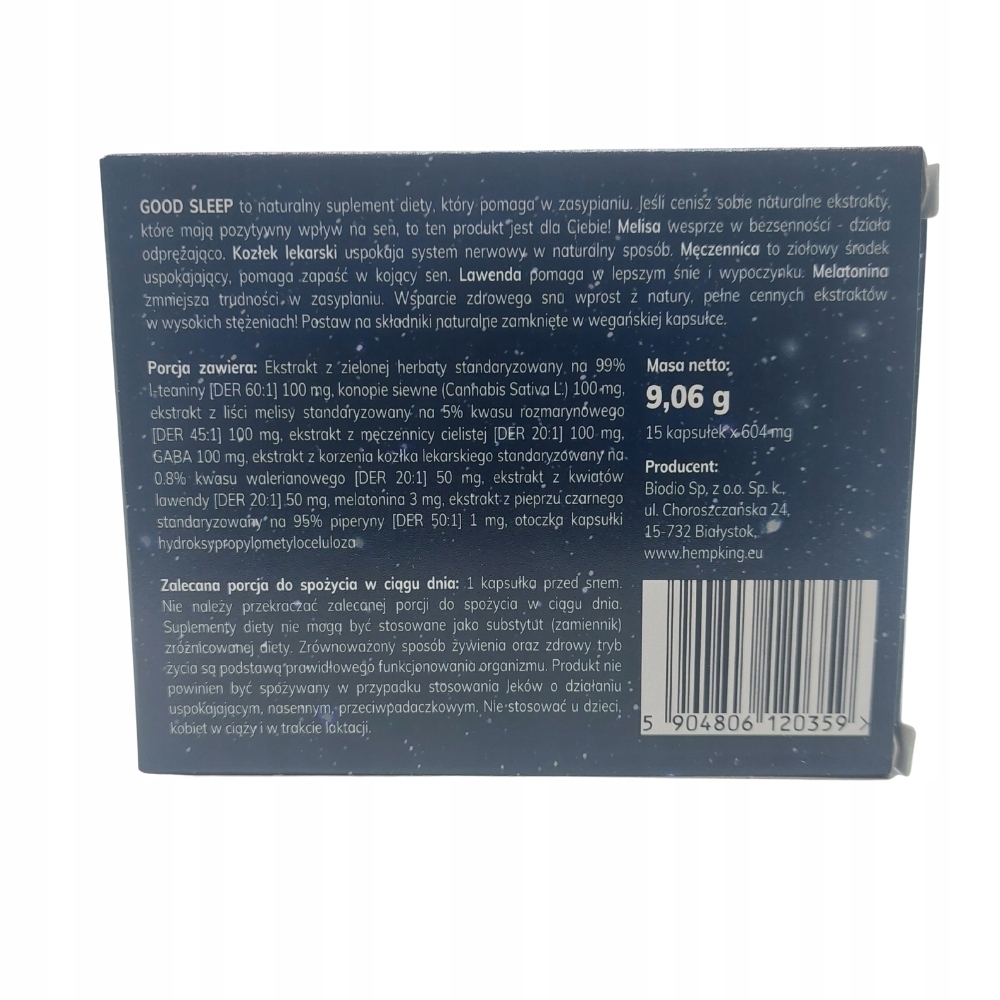 GOOD SLEEP to naturalny suplement diety, który pomaga w zasypianiu. Jeśli cenisz sobie naturalne ekstrakty,
które mają pozytywny wpływ na sen, to ten produkt jest dla Ciebie! Melisa wesprze w bezsenności - działa
odprężająco. Kozłek lekarski uspokaja system nerwowy w naturalny sposób. Męczennica to ziołowy środek
uspokajający, pomaga zapaść w kojący sen. Lawenda pomaga w lepszym śnie i wypoczynku. Melatonina
zmniejsza trudności w zasypianiu. Wsparcie zdrowego snu wprost z natury, pełne cennych ekstraktów
w wysokich stężeniach! Postaw na składniki naturalne zamknięte w wegańskiej kapsułce.
Porcja zawiera: Ekstrakt z zielonej herbaty standaryzowany na 99%
l-teaniny [DER 60:1] 100 mg, konopie siewne (Cannabis Sativa L.) 100 mg,
ekstrakt z liści melisy standaryzowany na 5% kwasu rozmarynowego
[DER 45:1] 100 mg, ekstrakt z męczennicy cielistej [DER 20:1] 100 mg,
GABA 100 mg, ekstrakt z korzenia kozłka lekarskiego standaryzowany na
0.8% kwasu walerianowego [DER 20:1] 50 mg, ekstrakt z kwiatów
lawendy [DER 20:1] 50 mg, melatonina 3 mg, ekstrakt z pieprzu czarnego
standaryzowany na 95% piperyny [DER 50:1] 1 mg, otoczka kapsułki
hydroksypropylometyloceluloza
Zalecana porcja do spożycia w ciągu dnia: 1 kapsułka przed snem.
Nie należy przekraczać zalecanej porcji do spożycia w ciągu dnia.
Suplementy diety nie mogą być stosowane jako substytut (zamiennik)
zróżnicowanej diety. Zrównoważony sposób żywienia oraz zdrowy tryb
życia są podstawą prawidłowego funkcjonowania organizmu. Produkt nie
powinien być spożywany w przypadku stosowania leków o działaniu
uspokajającym, nasennym, przeciwpadaczkowym. Nie stosować u dzieci,
kobiet w ciąży i w trakcie laktacji.
Masa netto:
9,06 g
15 kapsułek x 604 mg
Producent:
Biodio Sp. z o.o. Sp. k.,
ul. Choroszczańska 24,
15-732 Białystok,
www.hempking.eu
5 904806 120359 >